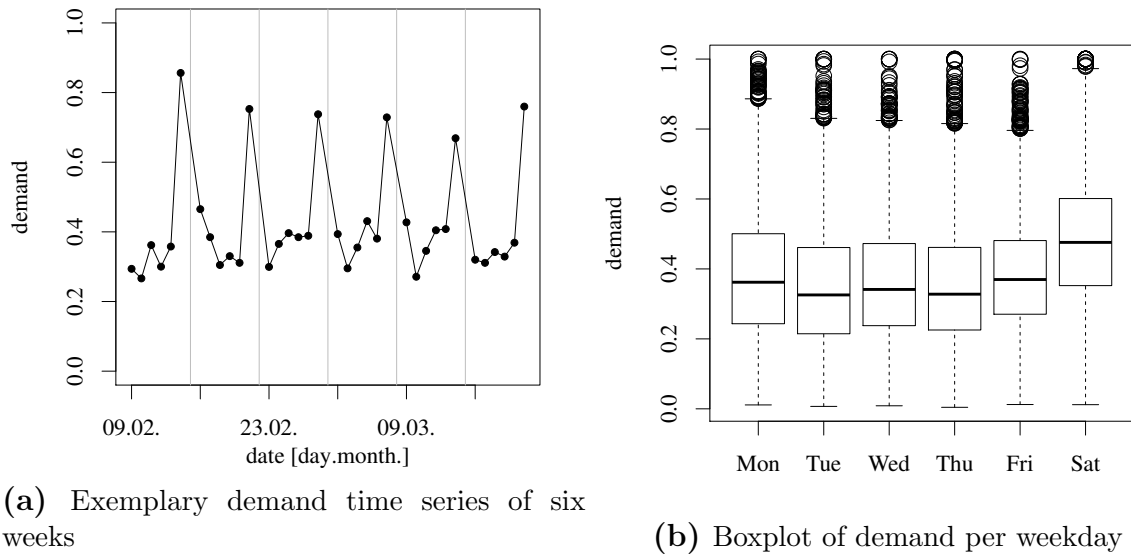 1.0
0.8
0.6
0.4
0.2
0.0
demand
09.02.
23.02.
09.03.
date [day.month.]
(a) Exemplary demand time series of six
weeks
1.0
0.8
0.6
0.4
0.2
0.0
demand
Mon
Tue
Wed
Thu
Fri
Sat
(b) Boxplot of demand per weekday